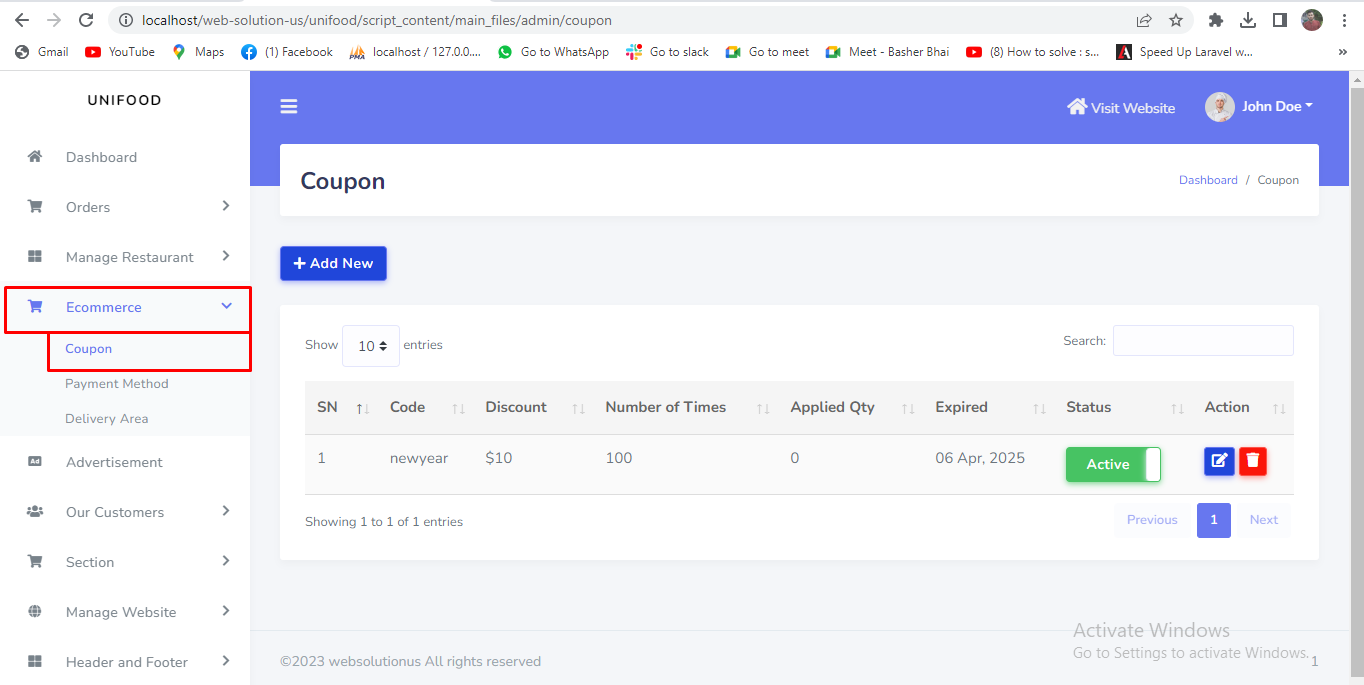 localhost/web-solution-us/unifood/script_content/main_files/admin/coupon
Gmail YouTube Maps (1) Facebook localhost / 127.0.0.... Go to WhatsApp Go to slack Go to meet Meet - Basher Bhai (8) How to solve : s... Speed Up Laravel w... »
UNIFOOD
Visit Website John Doe
Dashboard
Orders
Manage Restaurant
Ecommerce
Coupon
Payment Method
Delivery Area
Ad Advertisement
Our Customers
Section
Manage Website
Header and Footer
Coupon
Dashboard / Coupon
+ Add New
Show 10 entries
Search:
SN Code Discount Number of Times Applied Qty Expired Status Action
1 newyear $10 100 0 06 Apr, 2025 Active
Showing 1 to 1 of 1 entries
Previous 1 Next
Activate Windows
Go to Settings to activate Windows.
©2023 websolutionus All rights reserved
1